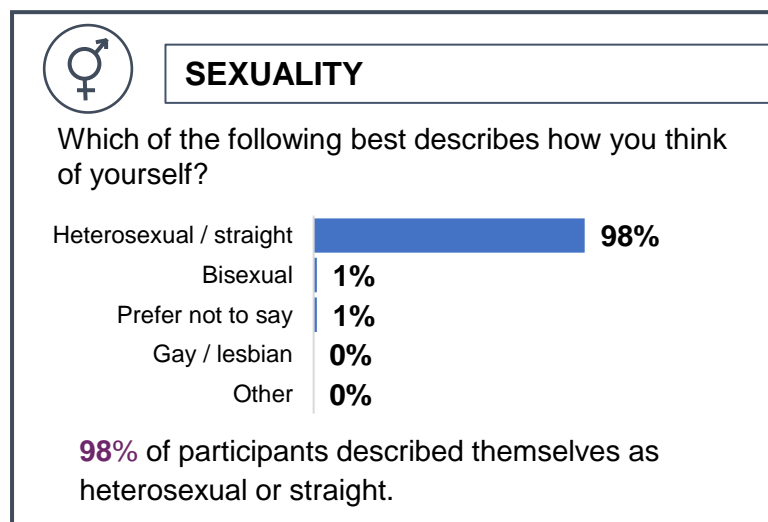 SEXUALITY
Which of the following best describes how you think
of yourself?
Heterosexual / straight 98%
Bisexual 1%
Prefer not to say 1%
Gay / lesbian 0%
Other 0%
98% of participants described themselves as
heterosexual or straight.